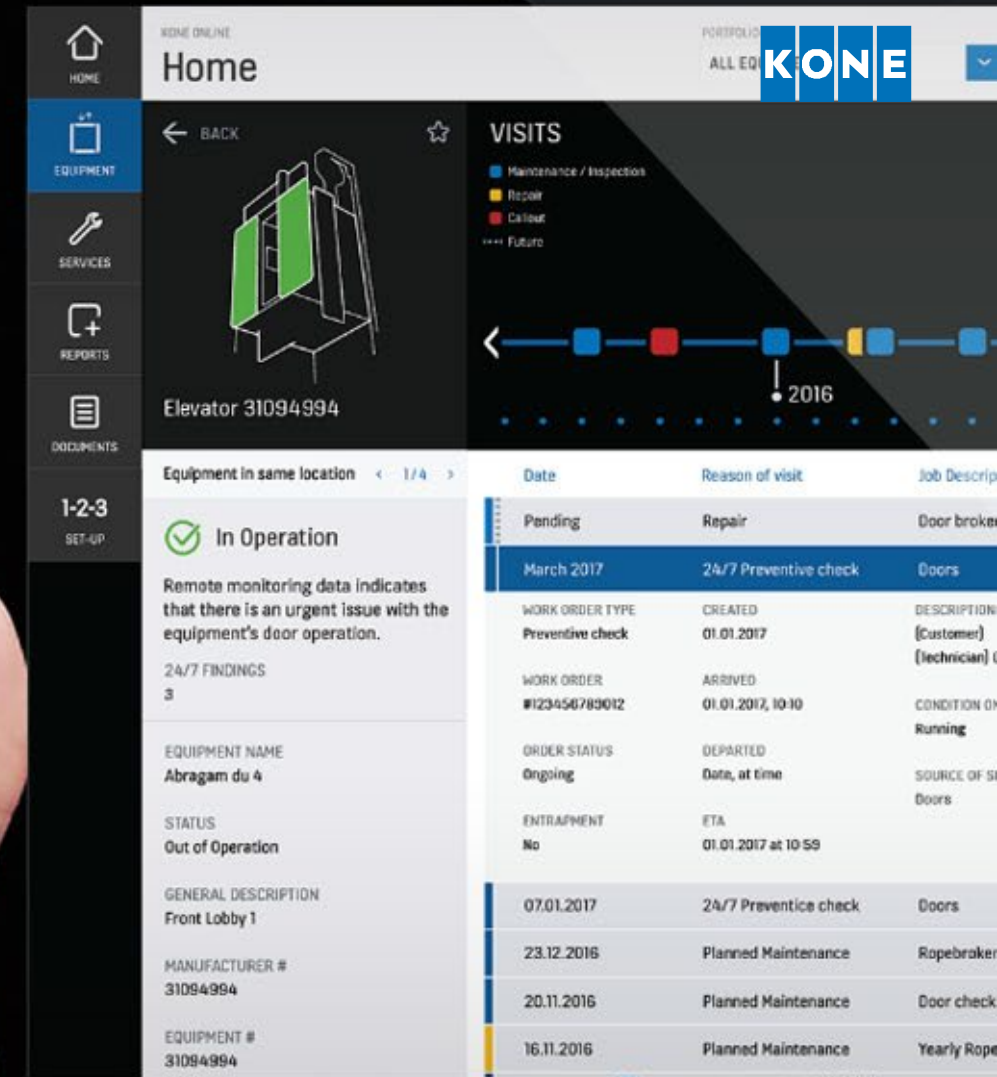 HOME
EQUIPMENT
SERVICES
REPORTS
DOCUMENTS
1-2-3
SET-UP
KONE ONLINE
Home
PORTFOLIO
ALL EQ
KONE
BACK
Elevator 31094994
VISITS
Maintenance / Inspection
Repair
Callout
Future
2016
Equipment in same location < 1/4 >
In Operation
Remote monitoring data indicates
that there is an urgent issue with the
equipment's door operation.
24/7 FINDINGS
3
EQUIPMENT NAME
Abragam du 4
STATUS
Out of Operation
GENERAL DESCRIPTION
Front Lobby 1
MANUFACTURER #
31094994
EQUIPMENT #
31094994
Date Reason of visit Job Descrip
Pending Repair Door broken
March 2017 24/7 Preventive check Doors
WORK ORDER TYPE CREATED DESCRIPTION
Preventive check 01.01.2017 (Customer)
(Technician)
WORK ORDER ARRIVED
#123456789012 01.01.2017, 10:10 CONDITION ON
Running
ORDER STATUS DEPARTED
Ongoing Date, at time SOURCE OF
Doors
ENTRAPMENT ETA
No 01.01.2017 at 10:59
07.01.2017 24/7 Preventice check Doors
23.12.2016 Planned Maintenance Ropebroken
20.11.2016 Planned Maintenance Door check
16.11.2016 Planned Maintenance Yearly Rope